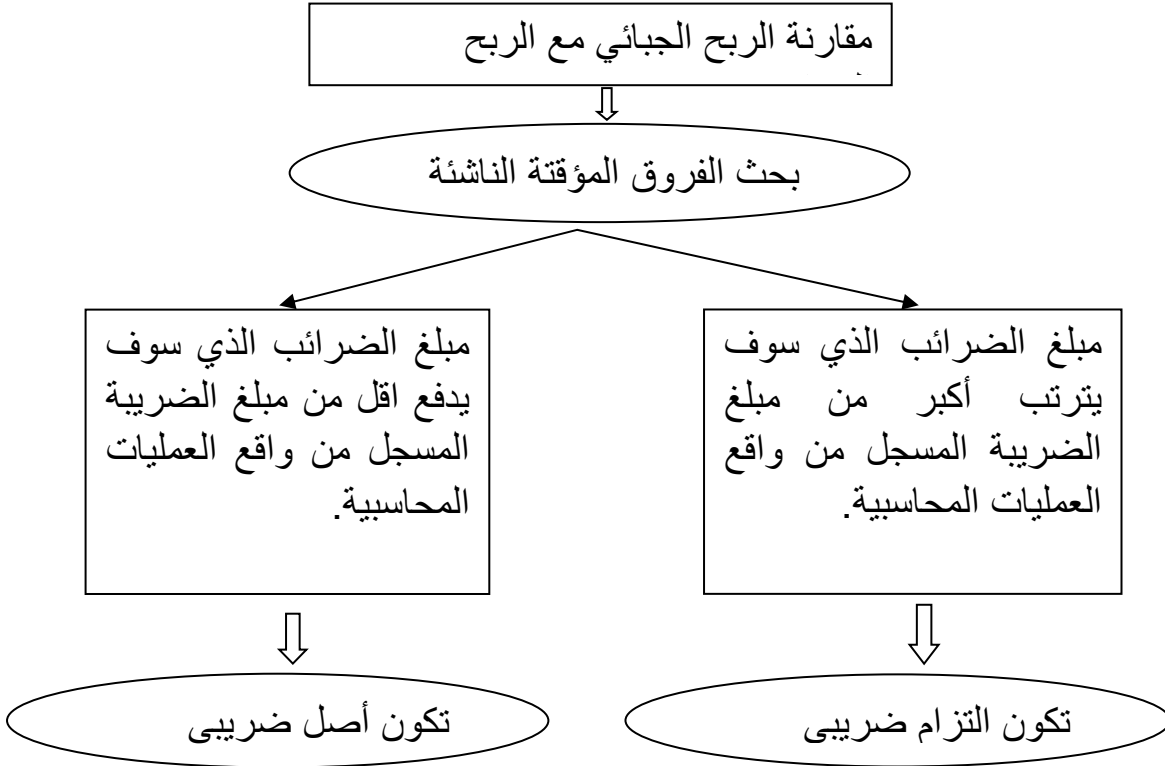 مقارنة الربح الجبائي مع الربح
بحث الفروق المؤقتة الناشئة
مبلغ الضرائب الذي سوف
يترتب أكبر من مبلغ
الضريبة المسجل من واقع
العمليات المحاسبية.
مبلغ الضرائب الذي سوف
يدفع اقل من مبلغ الضريبة
المسجل من واقع العمليات
المحاسبية.
تكون التزام ضريبي
تكون أصل ضريبي